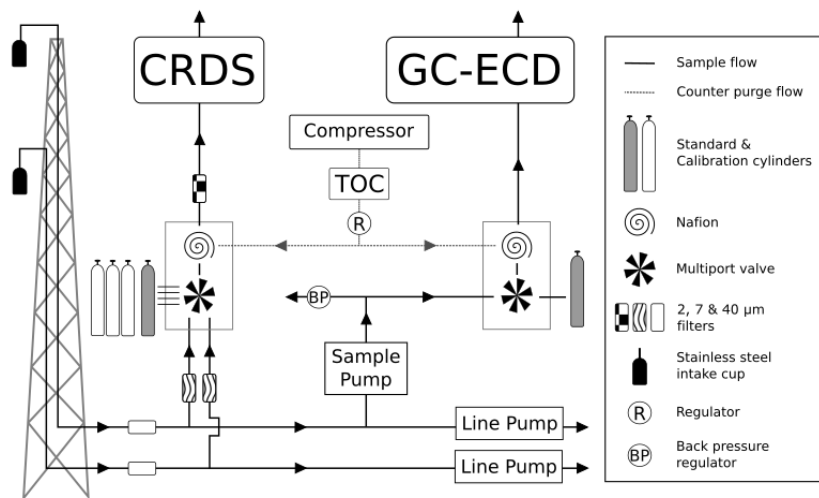 CRDS
GC-ECD
Compressor
TOC
R
BP
Sample
Pump
Line Pump
Line Pump
Sample flow
Counter purge flow
Standard &
Calibration cylinders
Nafion
Multiport valve
2, 7 & 40 µm
filters
Stainless steel
intake cup
R
Regulator
BP
Back pressure
regulator